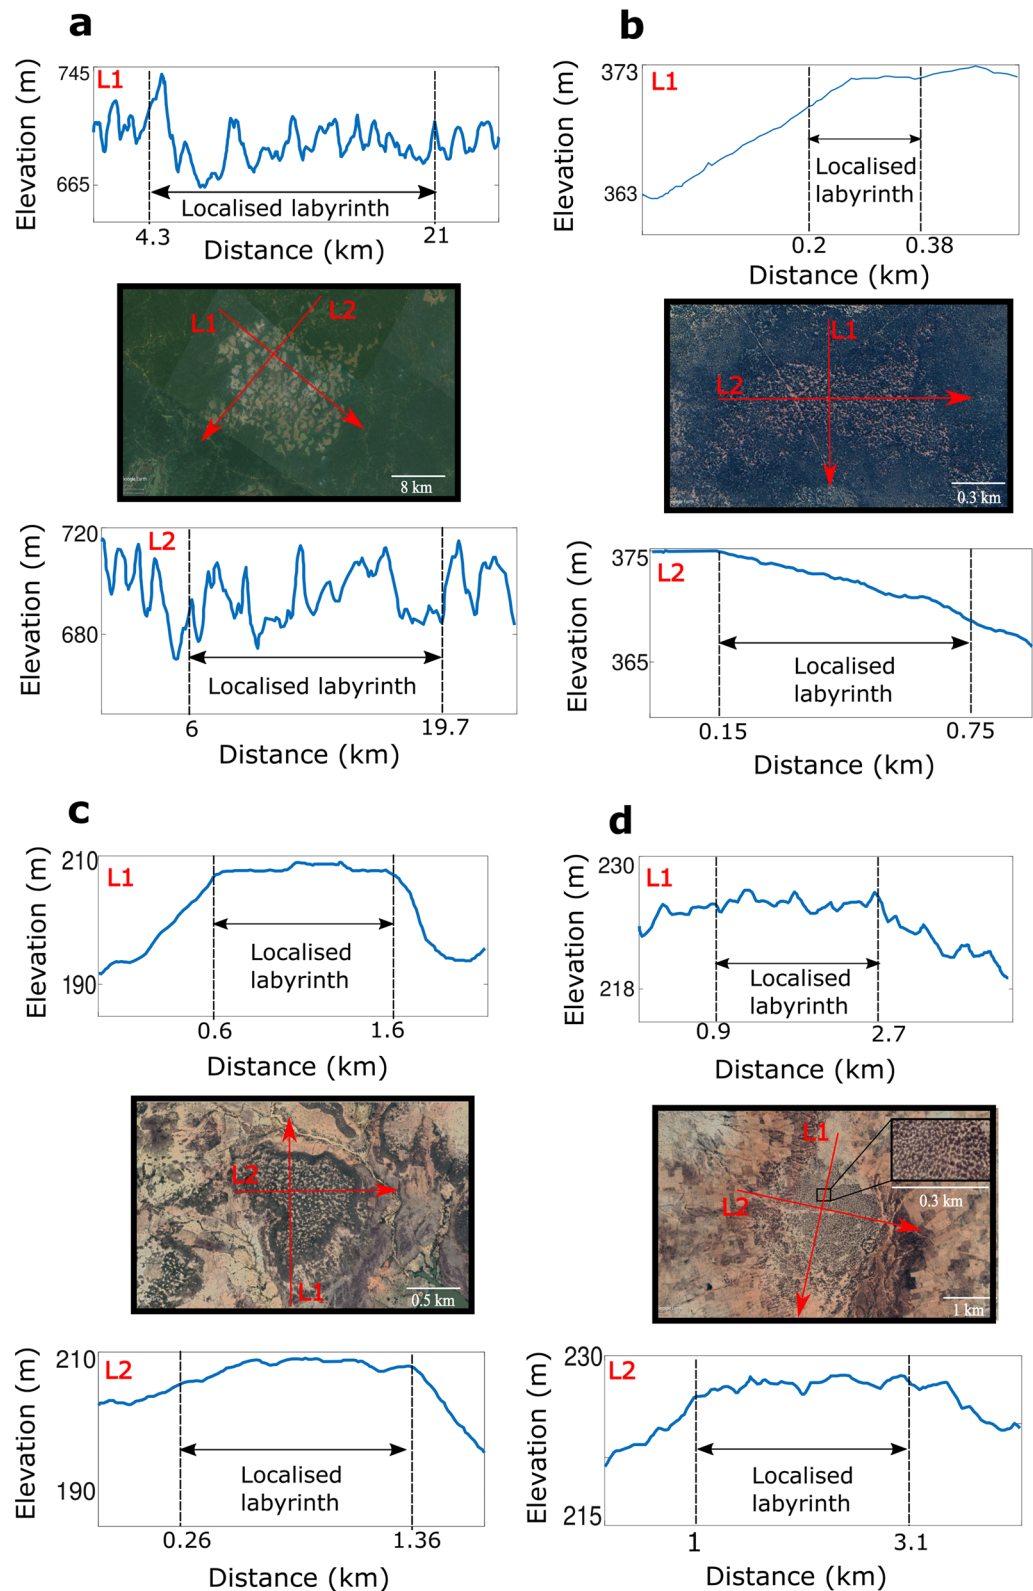 a
745
L1
Elevation (m)
665
Localised labyrinth
4.3
21
Distance (km)
L1
L2
8 km
720
L2
Elevation (m)
680
Localised labyrinth
6
19.7
Distance (km)
b
373
L1
Elevation (m)
363
Localised
labyrinth
0.2
0.38
Distance (km)
L1
L2
0.3 km
375
L2
Elevation (m)
365
Localised
labyrinth
0.15
0.75
Distance (km)
c
210
L1
Elevation (m)
190
Localised
labyrinth
0.6
1.6
Distance (km)
L2
L1
0.5 km
210
L2
Elevation (m)
190
Localised
labyrinth
0.26
1.36
Distance (km)
d
230
L1
Elevation (m)
218
Localised
labyrinth
0.9
2.7
Distance (km)
L1
L2
0.3 km
1 km
230
L2
Elevation (m)
215
Localised
labyrinth
1
3.1
Distance (km)